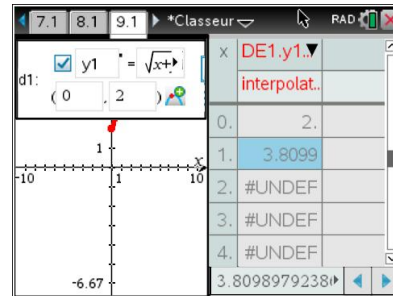 7.1 8.1 9.1 *Classeur RAD
d1: y1 ' = √x+
( 0 , 2 )
1
x
-10 1 10
-6.67
x DE1.y1..
interpolat..
0. 2.
1. 3.8099
2. #UNDEF
3. #UNDEF
4. #UNDEF
3.8098979238